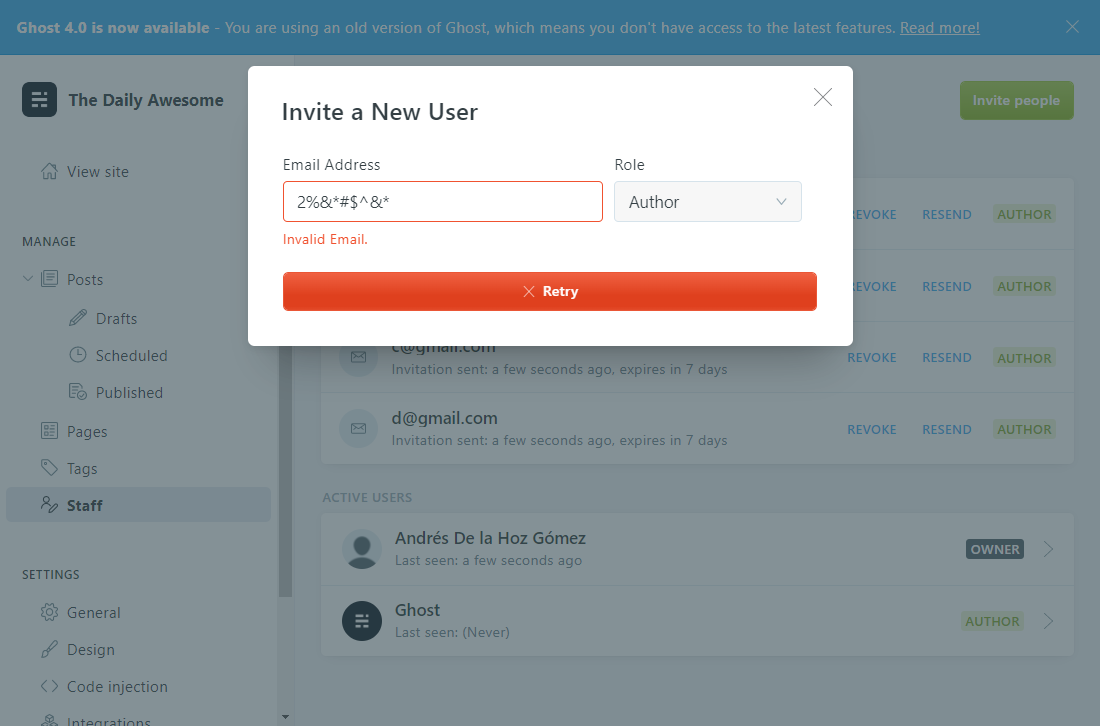 Ghost 4.0 is now available - You are using an old version of Ghost, which means you don't have access to the latest features. Read more!
The Daily Awesome
Invite people
View site
MANAGE
Posts
Drafts
Scheduled
Published
Pages
Tags
Staff
SETTINGS
General
Design
Code injection
Integrations
Invite a New User
Email Address
Role
2%&*#$^&*
Author
Invalid Email.
Retry
RESEND
AUTHOR
RESEND
AUTHOR
c@gmail.com
Invitation sent: a few seconds ago, expires in 7 days
REVOKE
RESEND
AUTHOR
d@gmail.com
Invitation sent: a few seconds ago, expires in 7 days
REVOKE
RESEND
AUTHOR
ACTIVE USERS
Andrés De la Hoz Gómez
Last seen: a few seconds ago
OWNER
Ghost
Last seen: (Never)
AUTHOR